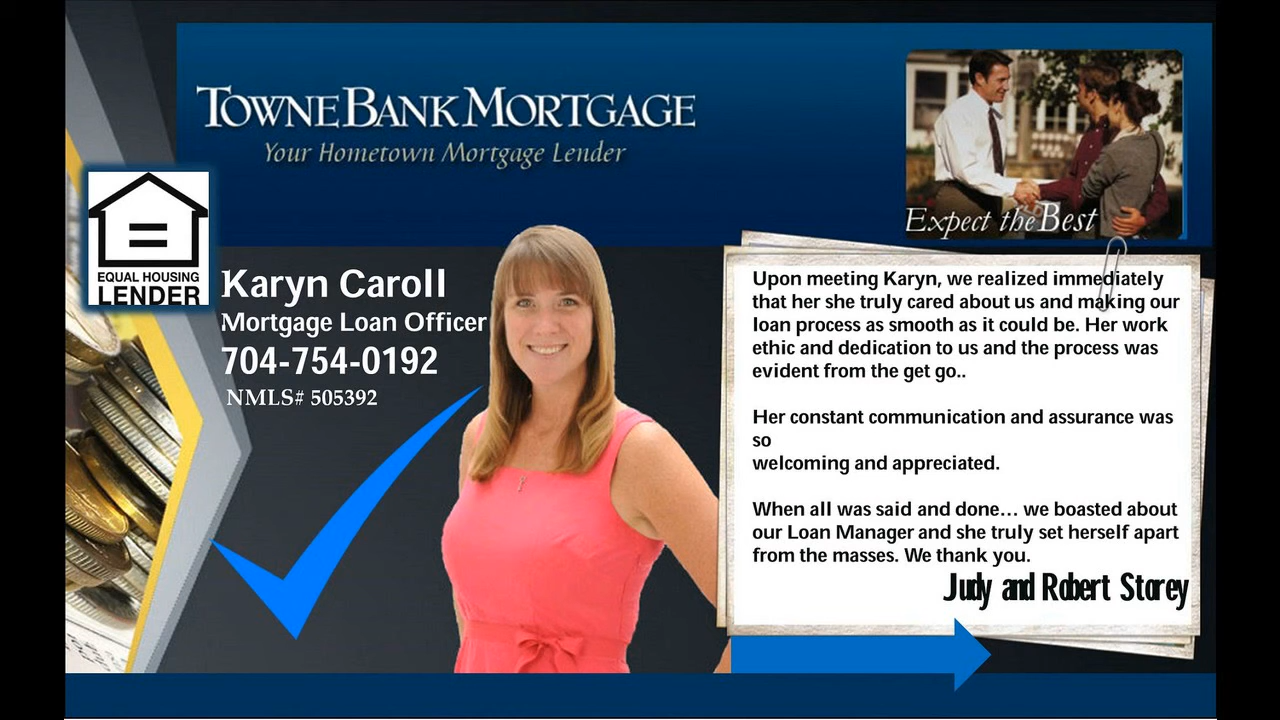 TOWNEBANK MORTGAGE
Your Hometown Mortgage Lender
Expect the Best
EQUAL HOUSING
LENDER
Karyn Caroll
Mortgage Loan Officer
704-754-0192
NMLS# 505392
Upon meeting Karyn, we realized immediately
that her she truly cared about us and making our
loan process as smooth as it could be. Her work
ethic and dedication to us and the process was
evident from the get go..
Her constant communication and assurance was
so
welcoming and appreciated.
When all was said and done... we boasted about
our Loan Manager and she truly set herself apart
from the masses. We thank you.
Judy and Robert Storey